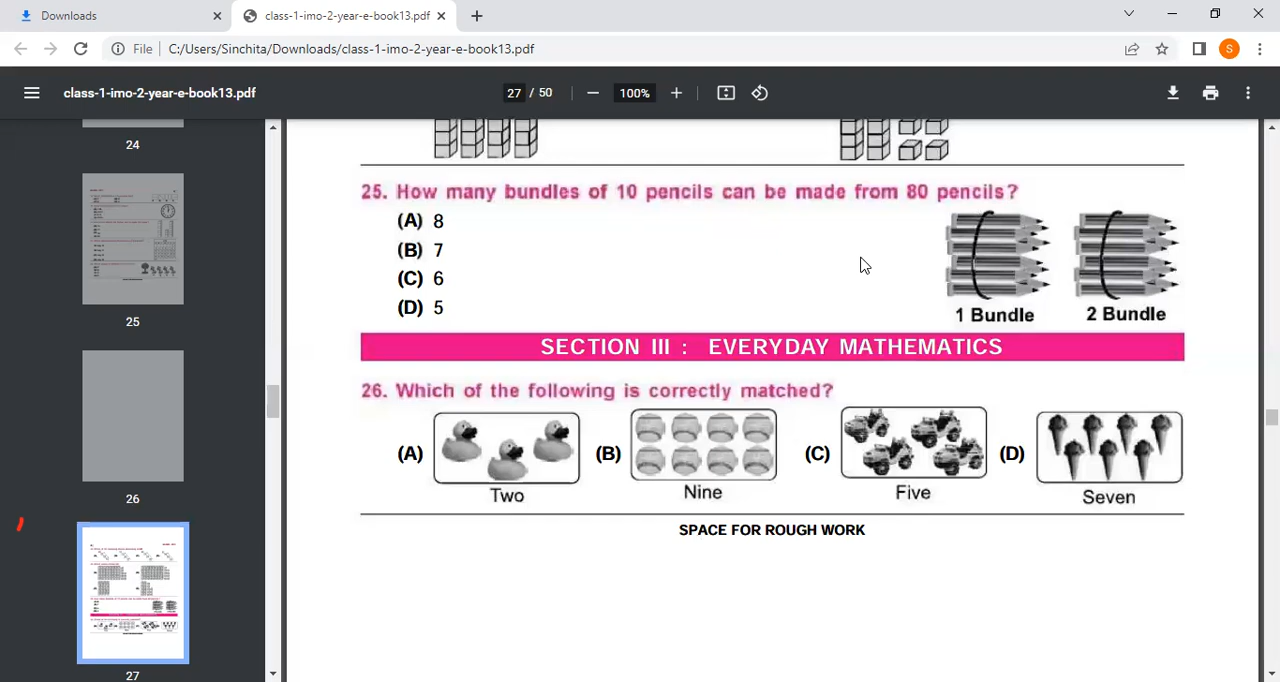 Downloads
class-1-imo-2-year-e-book13.pdf
File
C:/Users/Sinchita/Downloads/class-1-imo-2-year-e-book13.pdf
S
class-1-imo-2-year-e-book13.pdf
27 / 50
100%
24
25
26
27
25. How many bundles of 10 pencils can be made from 80 pencils?
(A) 8
(B) 7
(C) 6
(D) 5
1 Bundle
2 Bundle
SECTION III : EVERYDAY MATHEMATICS
26. Which of the following is correctly matched?
(A)
Two
(B)
Nine
(C)
Five
(D)
Seven
SPACE FOR ROUGH WORK